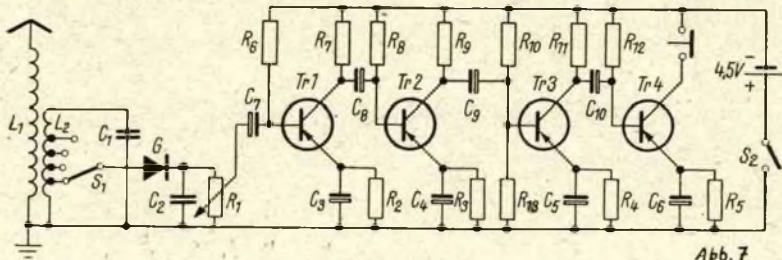 R6 R7 R8 R9 R10 R11 R12
Tr1 Tr2 Tr3 Tr4
4,5V
−
+
L1 L2 C1 G C7 C8 C9 C10
S1 S2
C2 R1 C3 R2 C4 R3 R18 C5 R4 C6 R5
Abb. 7